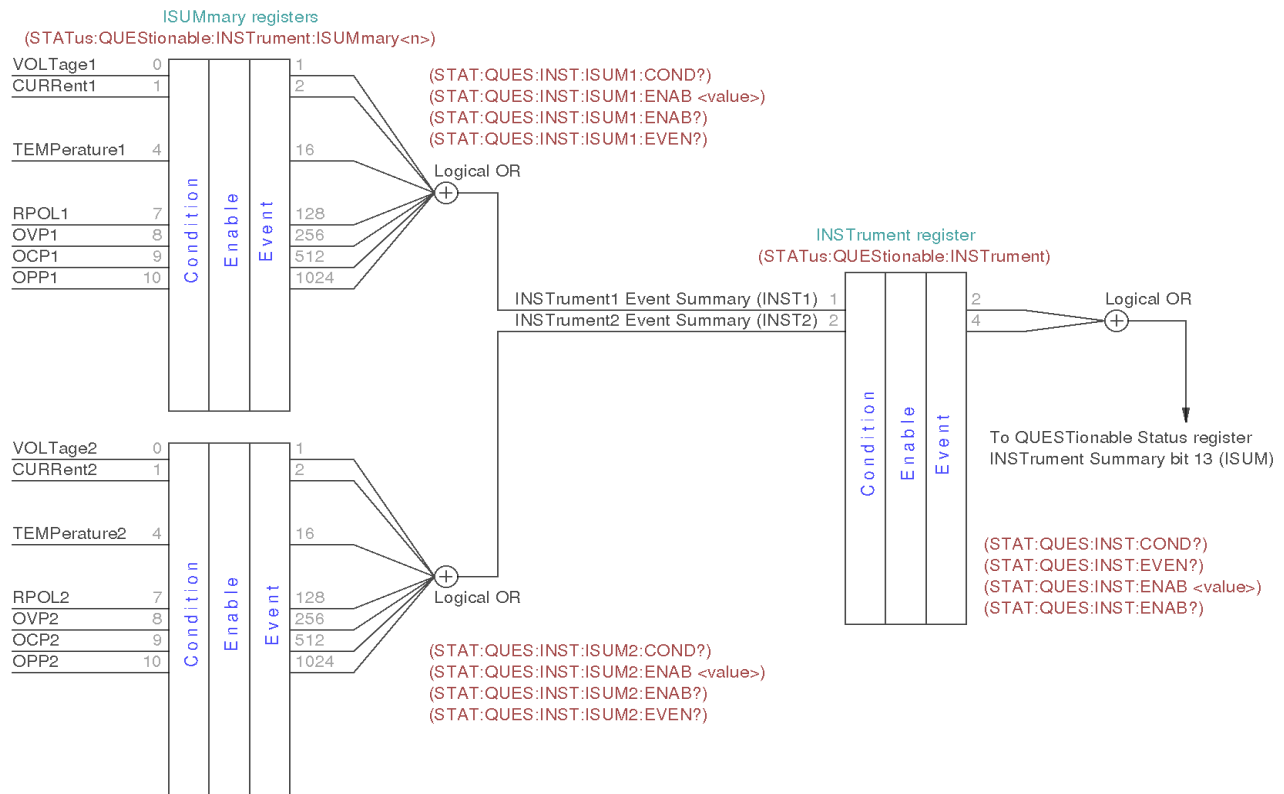 ISUMmary registers
(STATus:QUEStionable:INSTrument:ISUMmary<n>)
VOLTage1 0 1
CURRent1 1 2
TEMPerature1 4 16
RPOL1 7 128
OVP1 8 256
OCP1 9 512
OPP1 10 1024
Condition
Enable
Event
(STAT:QUES:INST:ISUM1:COND?)
(STAT:QUES:INST:ISUM1:ENAB <value>)
(STAT:QUES:INST:ISUM1:ENAB?)
(STAT:QUES:INST:ISUM1:EVEN?)
Logical OR
INSTrument register
(STATus:QUEStionable:INSTrument)
INSTrument1 Event Summary (INST1) 1 2
INSTrument2 Event Summary (INST2) 2 4
Condition
Enable
Event
Logical OR
To QUESTionable Status register
INSTrument Summary bit 13 (ISUM)
(STAT:QUES:INST:COND?)
(STAT:QUES:INST:EVEN?)
(STAT:QUES:INST:ENAB <value>)
(STAT:QUES:INST:ENAB?)
VOLTage2 0 1
CURRent2 1 2
TEMPerature2 4 16
RPOL2 7 128
OVP2 8 256
OCP2 9 512
OPP2 10 1024
Condition
Enable
Event
Logical OR
(STAT:QUES:INST:ISUM2:COND?)
(STAT:QUES:INST:ISUM2:ENAB <value>)
(STAT:QUES:INST:ISUM2:ENAB?)
(STAT:QUES:INST:ISUM2:EVEN?)